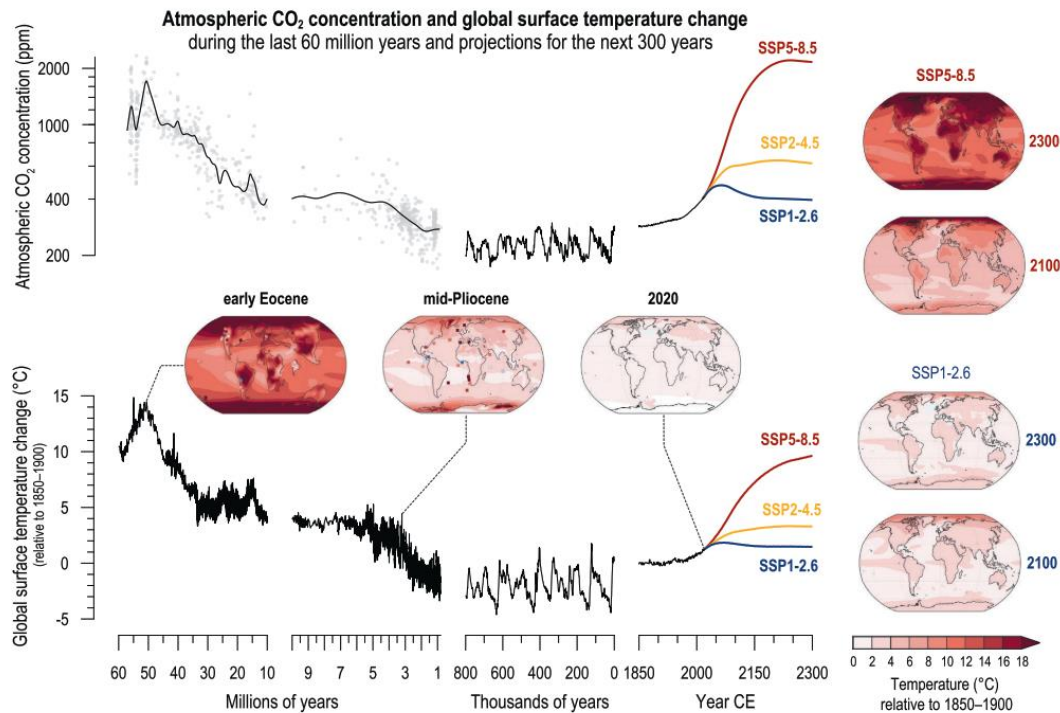 Atmospheric CO₂ concentration and global surface temperature change
during the last 60 million years and projections for the next 300 years
Atmospheric CO₂ concentration (ppm)
2000
1000
400
200
SSP5-8.5
SSP2-4.5
SSP1-2.6
SSP5-8.5
2300
2100
early Eocene
mid-Pliocene
2020
Global surface temperature change (°C)
(relative to 1850–1900)
15
10
5
0
-5
SSP5-8.5
SSP2-4.5
SSP1-2.6
SSP1-2.6
2300
2100
60 50 40 30 20 10
9 7 5 3 1
800 600 400 200 0
1850 2000 2150 2300
Millions of years
Thousands of years
Year CE
0 2 4 6 8 10 12 14 16 18
Temperature (°C)
relative to 1850–1900